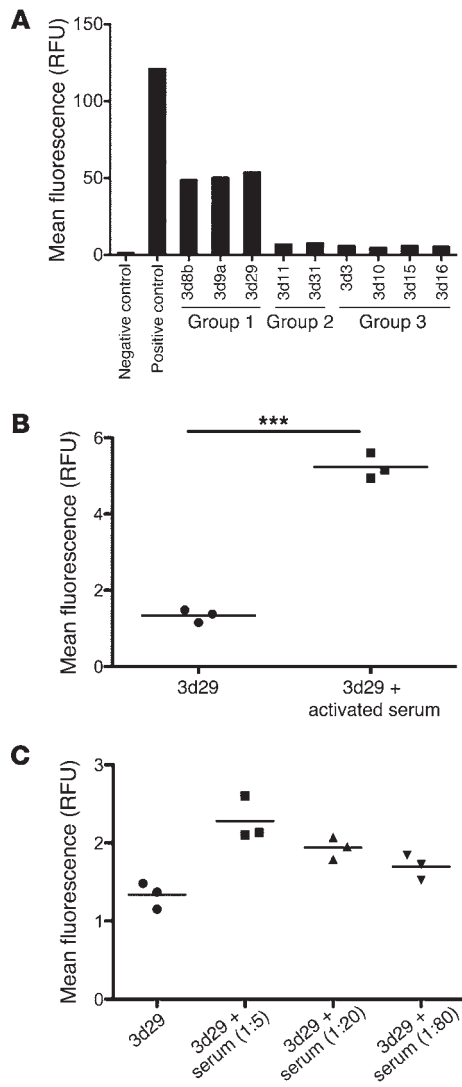 A
Mean fluorescence (RFU)
150
100
50
0
Negative control
Positive control
3d8b
3d9a
3d29
3d11
3d31
3d3
3d10
3d15
3d16
Group 1
Group 2
Group 3
B
Mean fluorescence (RFU)
6
4
2
0
***
3d29
3d29 +
activated serum
C
Mean fluorescence (RFU)
3
2
1
0
3d29
3d29 +
serum (1:5)
3d29 +
serum (1:20)
3d29 +
serum (1:80)